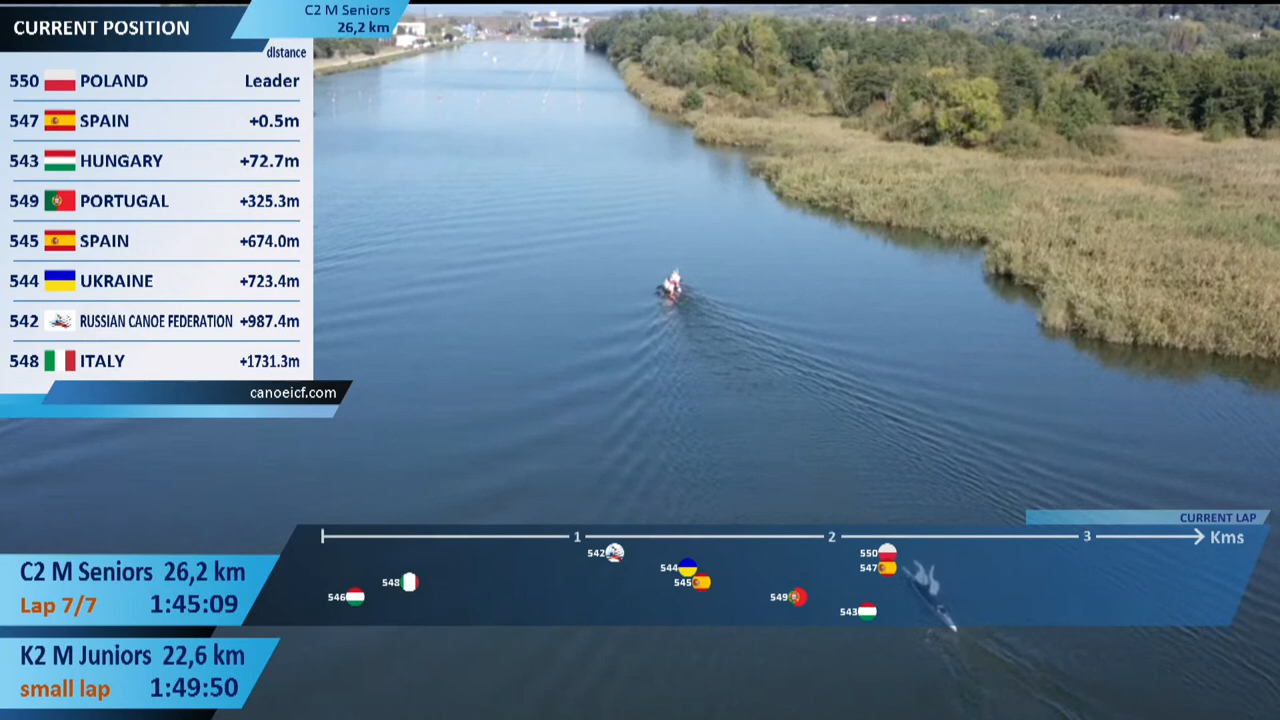 CURRENT POSITION
C2 M Seniors
26,2 km
distance
550 POLAND Leader
547 SPAIN +0.5m
543 HUNGARY +72.7m
549 PORTUGAL +325.3m
545 SPAIN +674.0m
544 UKRAINE +723.4m
542 RUSSIAN CANOE FEDERATION +987.4m
548 ITALY +1731.3m
canoeicf.com
CURRENT LAP
1 2 3 Kms
542 550
544 547
548 545
546 549
543
C2 M Seniors 26,2 km
Lap 7/7 1:45:09
K2 M Juniors 22,6 km
small lap 1:49:50